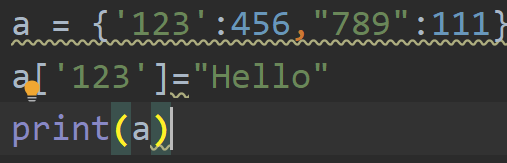 a = {'123':456,"789":111}
a['123']="Hello"
print(a)